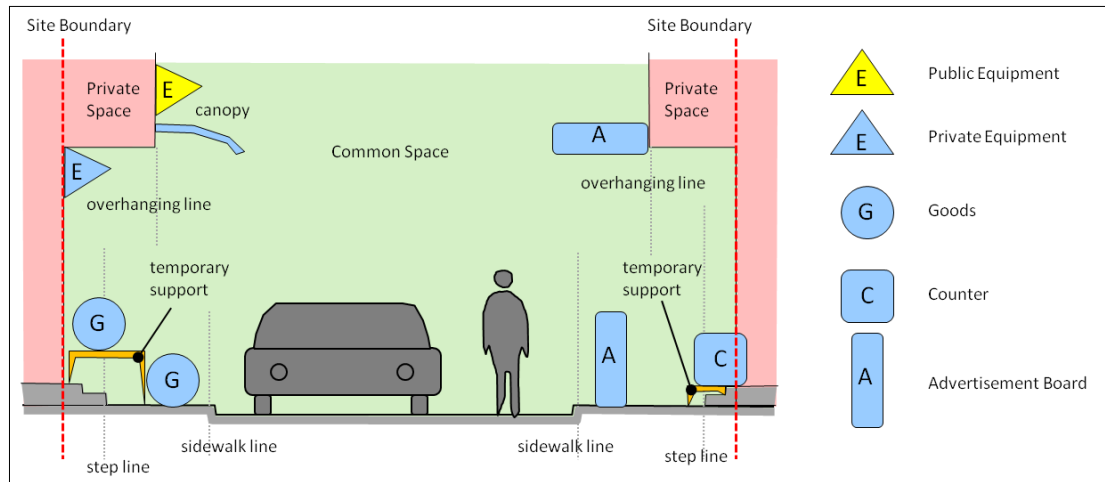 Site Boundary
Site Boundary
Private
Space
E
canopy
Private
Space
A
Common Space
E
overhanging line
overhanging line
temporary
support
temporary
support
G
G
A
C
sidewalk line
sidewalk line
step line
step line
E
Public Equipment
E
Private Equipment
G
Goods
C
Counter
A
Advertisement Board